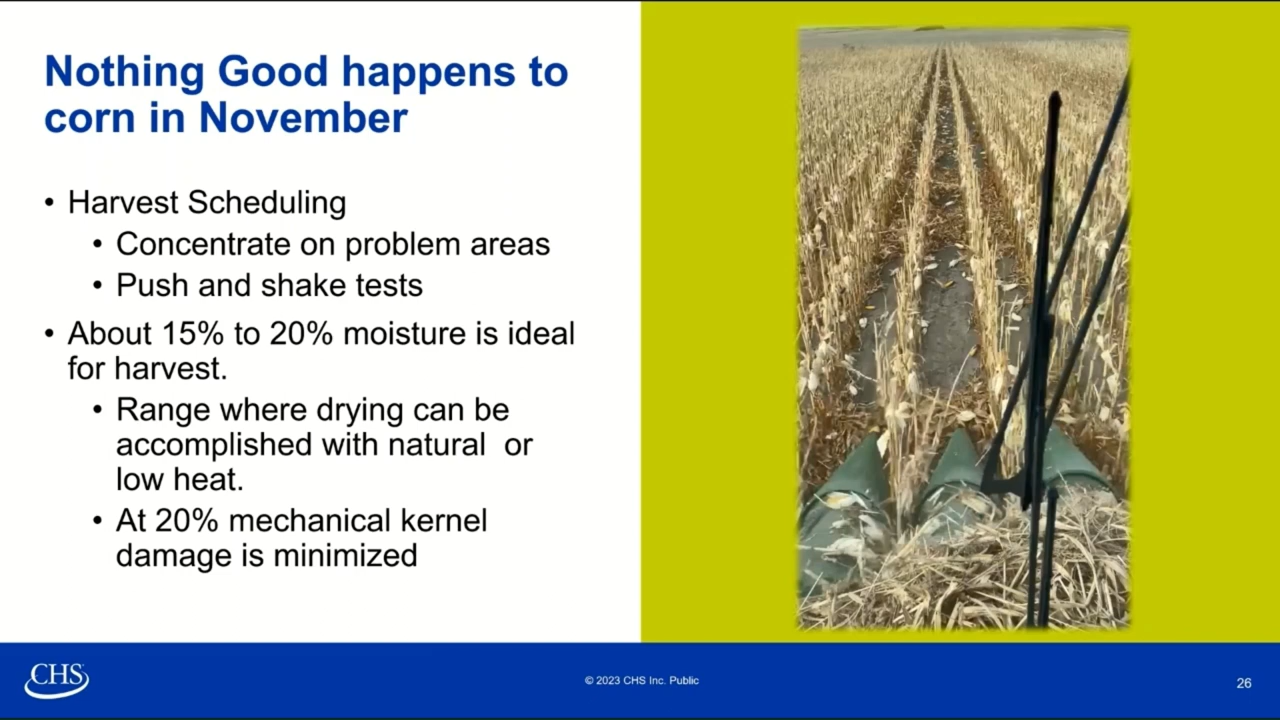 Nothing Good happens to
corn in November
• Harvest Scheduling
• Concentrate on problem areas
• Push and shake tests
• About 15% to 20% moisture is ideal
for harvest.
• Range where drying can be
accomplished with natural  or
low heat.
• At 20% mechanical kernel
damage is minimized
CHS
© 2023 CHS Inc. Public
26